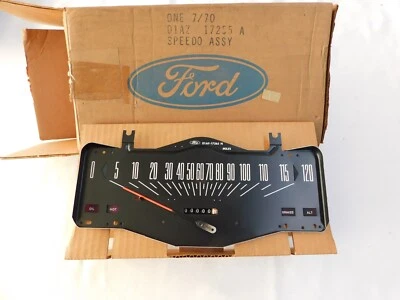 ONE 7/70
D1AZ 17255 A
SPEEDO ASSY
Ford
MILES
0 5 10 20 30 40 50 60 70 80 90 100 110 115 120
OIL HOT BRAKE ALT